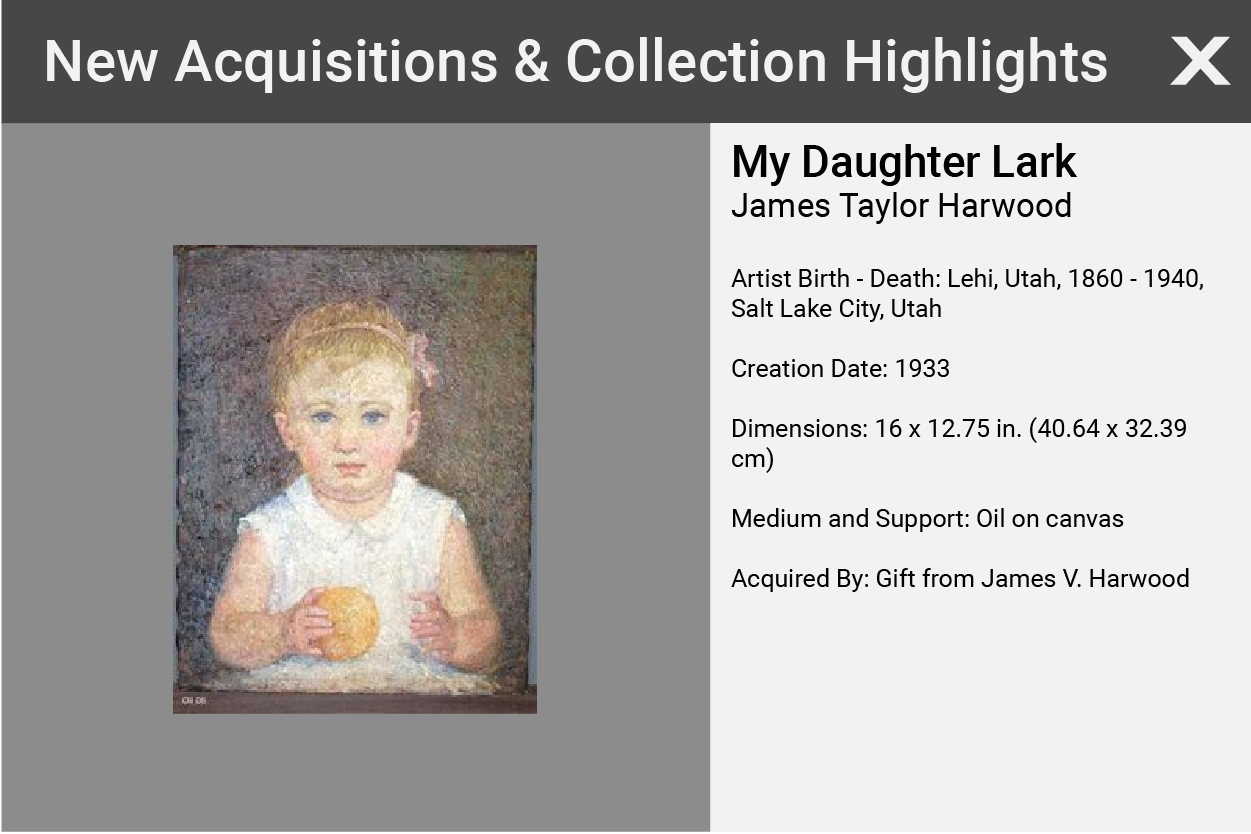 New Acquisitions & Collection Highlights X
My Daughter Lark
James Taylor Harwood
Artist Birth - Death: Lehi, Utah, 1860 - 1940,
Salt Lake City, Utah
Creation Date: 1933
Dimensions: 16 x 12.75 in. (40.64 x 32.39
cm)
Medium and Support: Oil on canvas
Acquired By: Gift from James V. Harwood